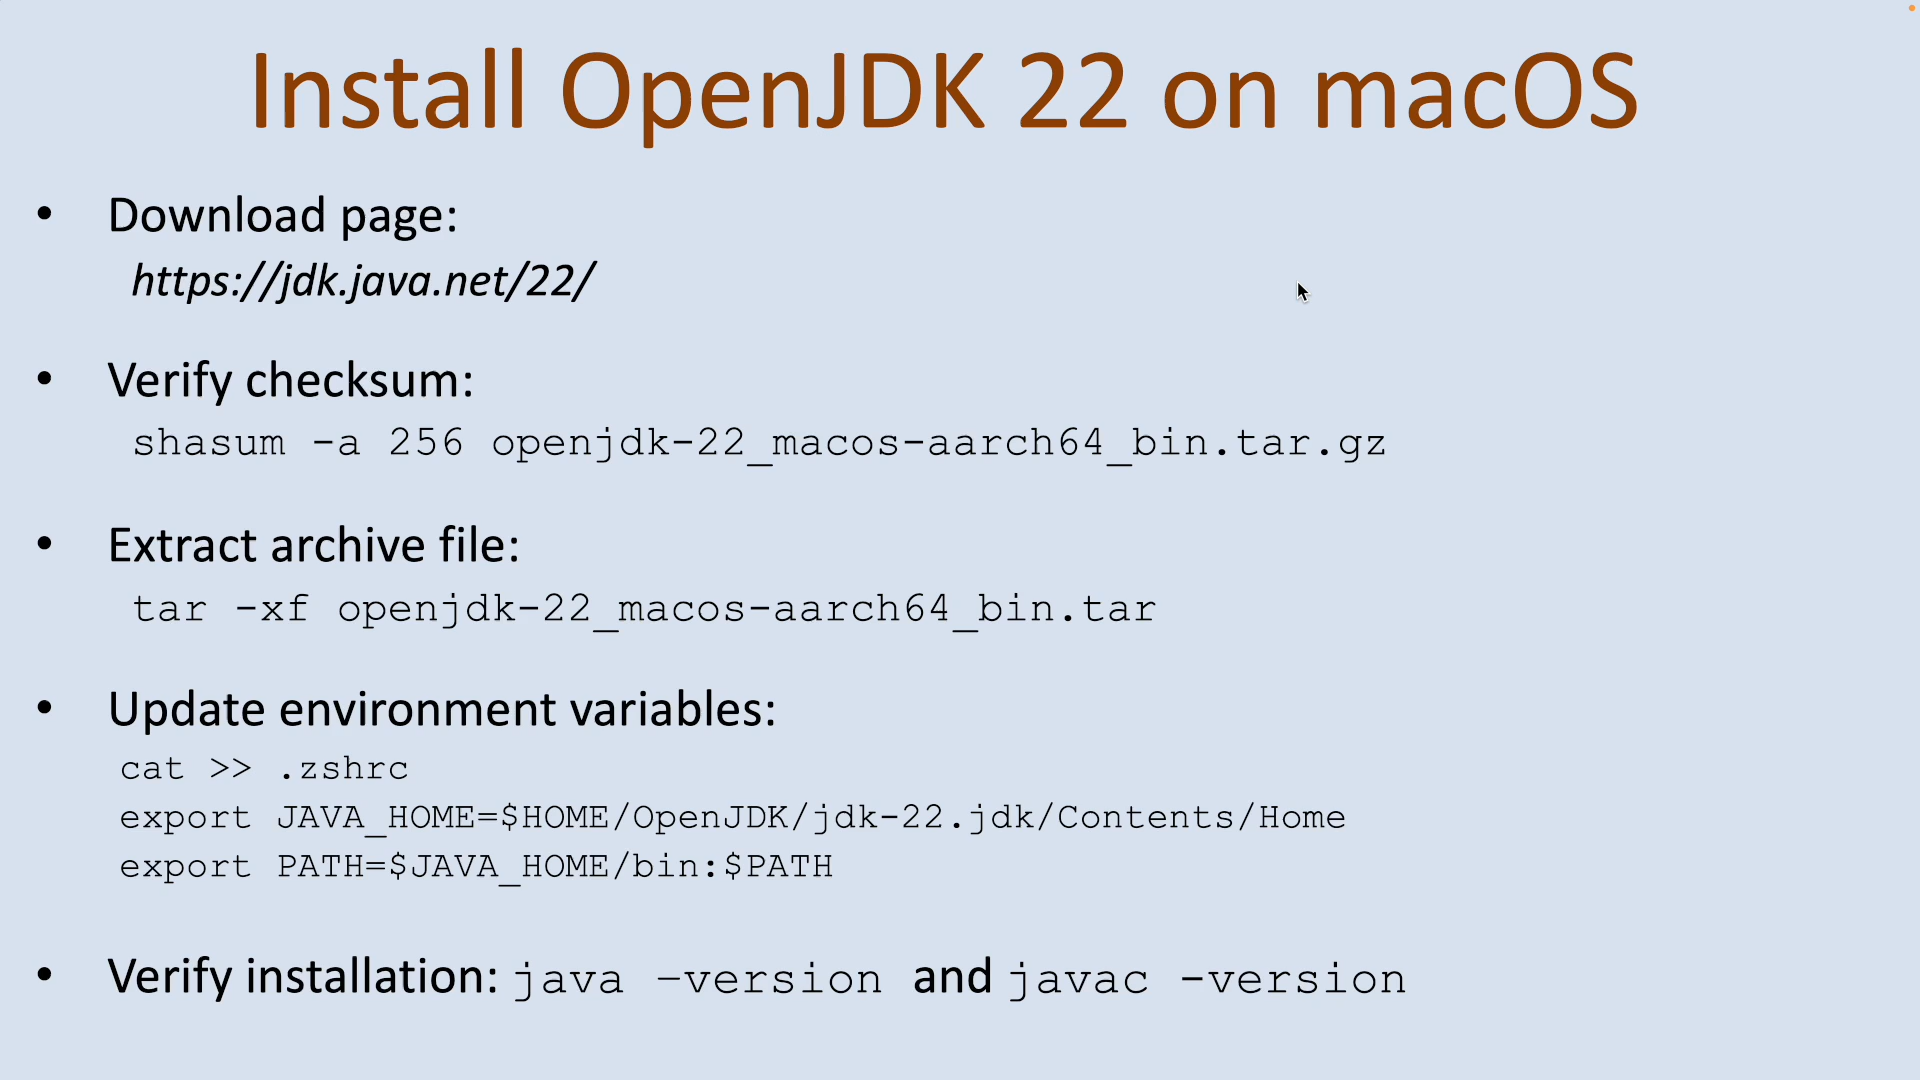 Install OpenJDK 22 on macOS
• Download page:
https://jdk.java.net/22/
• Verify checksum:
shasum -a 256 openjdk-22_macos-aarch64_bin.tar.gz
• Extract archive file:
tar -xf openjdk-22_macos-aarch64_bin.tar
• Update environment variables:
cat >> .zshrc
export JAVA_HOME=$HOME/OpenJDK/jdk-22.jdk/Contents/Home
export PATH=$JAVA_HOME/bin:$PATH
• Verify installation: java –version and javac -version